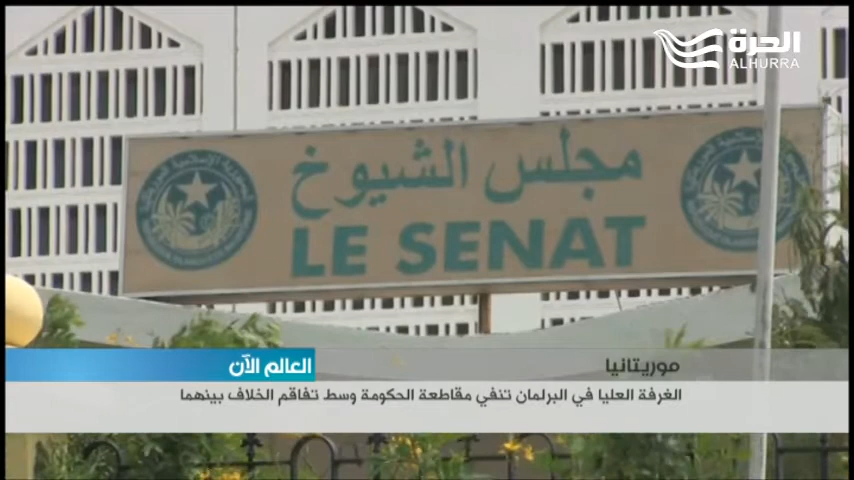 الحرة
ALHURRA
مجلس الشيوخ
LE SENAT
موريتانيا
العالم الآن
الغرفة العليا في البرلمان تنفي مقاطعة الحكومة وسط تفاقم الخلاف بينهما